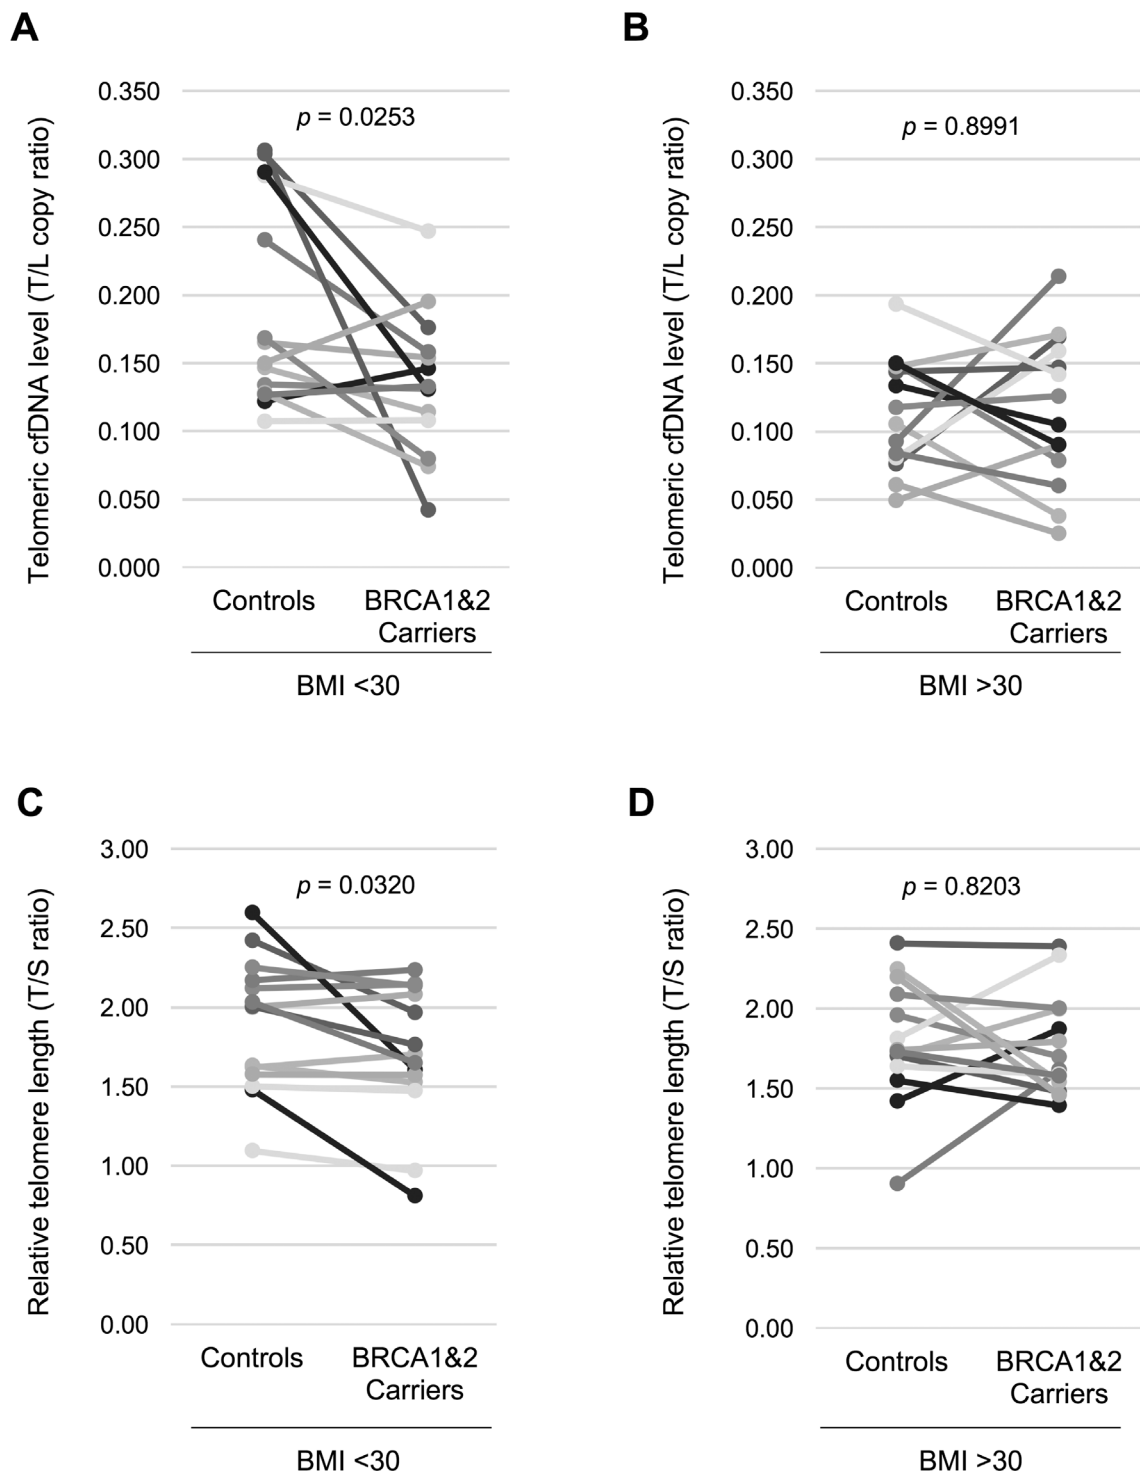 A
Telomeric cfDNA level (T/L copy ratio)
0.350
0.300
0.250
0.200
0.150
0.100
0.050
0.000
p = 0.0253
Controls
BRCA1&2
Carriers
BMI <30
B
Telomeric cfDNA level (T/L copy ratio)
0.350
0.300
0.250
0.200
0.150
0.100
0.050
0.000
p = 0.8991
Controls
BRCA1&2
Carriers
BMI >30
C
Relative telomere length (T/S ratio)
3.00
2.50
2.00
1.50
1.00
0.50
0.00
p = 0.0320
Controls
BRCA1&2
Carriers
BMI <30
D
Relative telomere length (T/S ratio)
3.00
2.50
2.00
1.50
1.00
0.50
0.00
p = 0.8203
Controls
BRCA1&2
Carriers
BMI >30